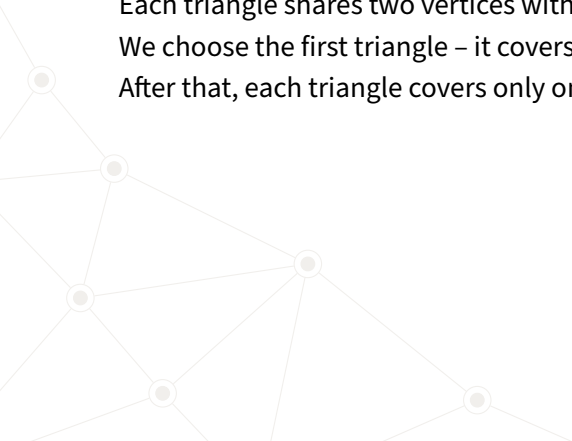 Each triangle shares two vertices with
We choose the first triangle – it covers
After that, each triangle covers only